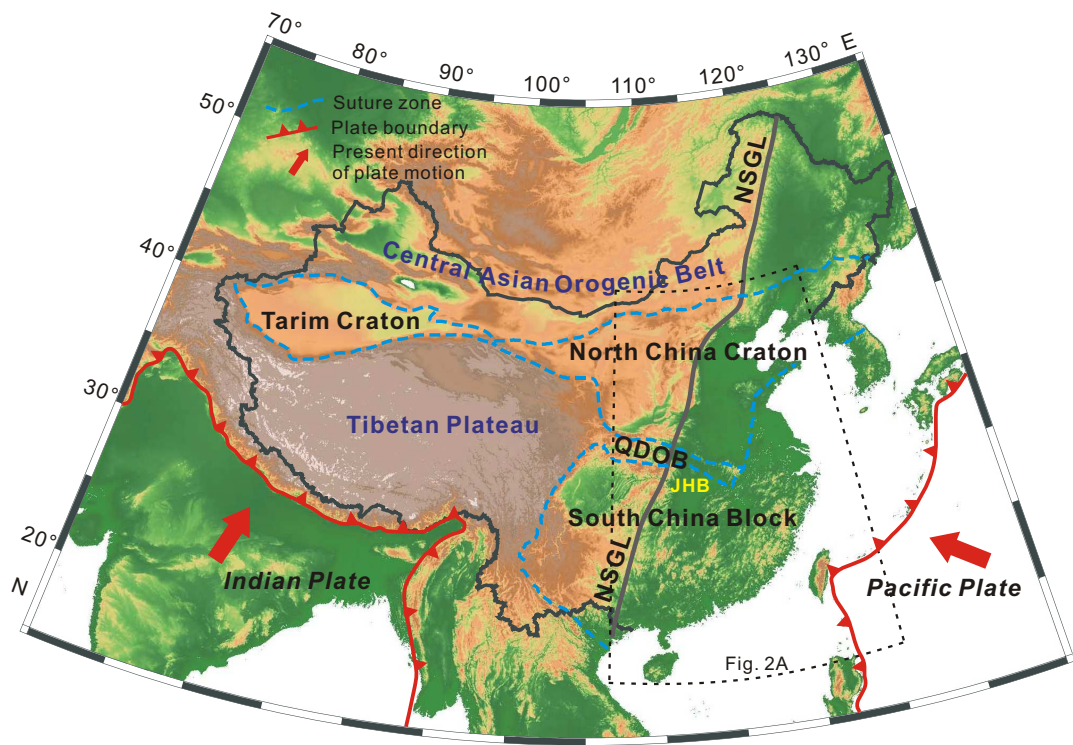 70°
80°
90°
100°
110°
120°
130°
E
50°
40°
30°
20°
N
Suture zone
Plate boundary
Present direction
of plate motion
NSGL
Central Asian Orogenic Belt
Tarim Craton
North China Craton
Tibetan Plateau
QDOB
JHB
South China Block
NSGL
Indian Plate
Pacific Plate
Fig. 2A